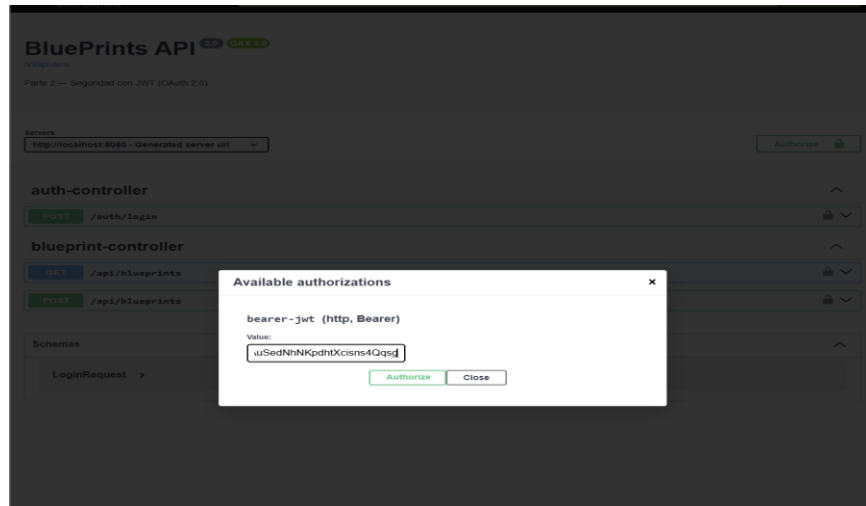 BluePrints API 2.0 OAS 3.0
Parte 2 — Seguridad con JWT (OAuth 2.0)
Servers
http://localhost:8080 - Generated server url
Authorize
auth-controller
POST /auth/login
blueprint-controller
GET /api/blueprints
POST /api/blueprints
Available authorizations ×
bearer-jwt (http, Bearer)
Value:
uSedNhNKpdhtXcisns4Qqsg
Authorize Close
Schemas
LoginRequest >